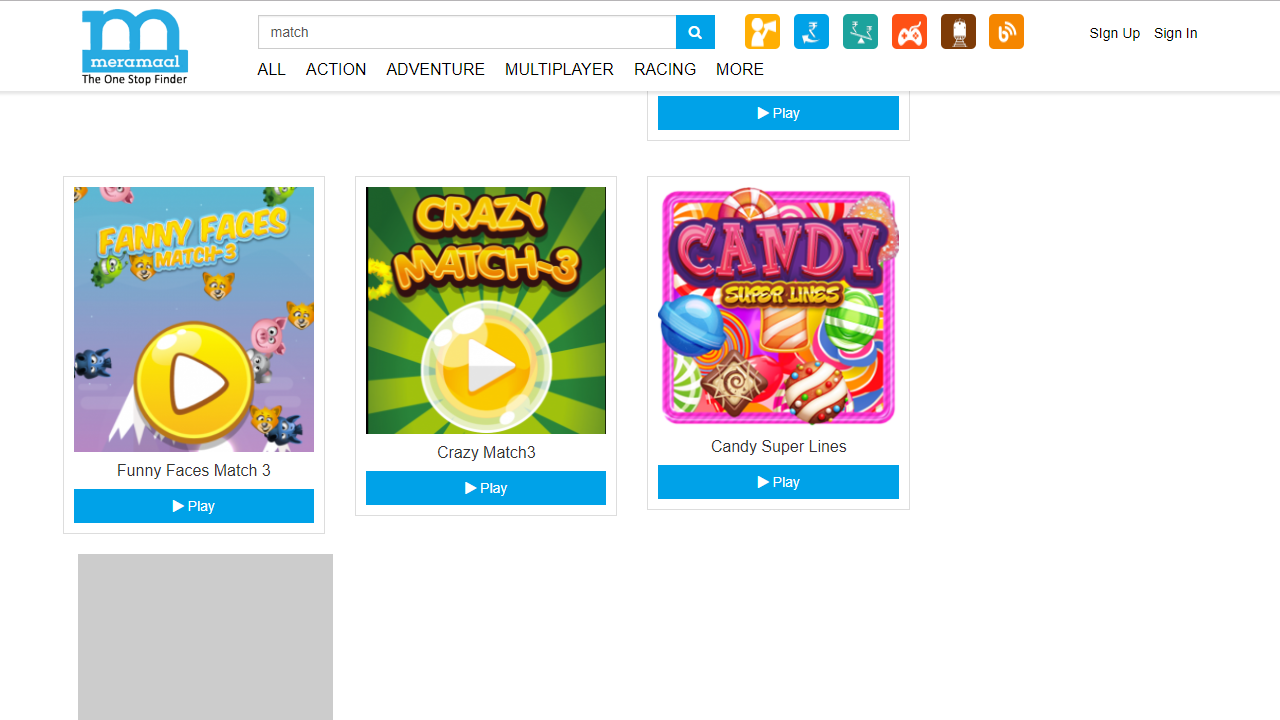 m
meramaal
The One Stop Finder
match
SIgn Up
Sign In
ALL
ACTION
ADVENTURE
MULTIPLAYER
RACING
MORE
Play
FANNY FACES
MATCH-3
Funny Faces Match 3
Play
CRAZY
MATCH-3
Crazy Match3
Play
CANDY
SUPER LINES
Candy Super Lines
Play